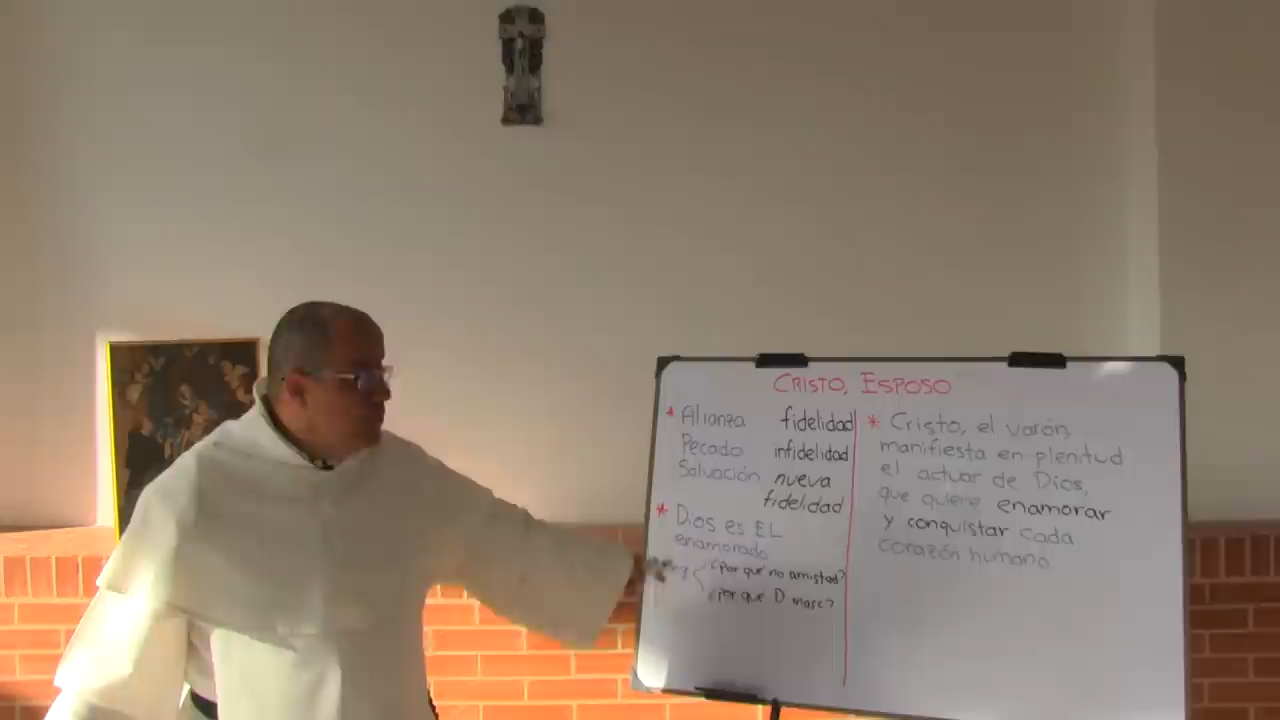 CRISTO, ESPOSO
* Alianza fidelidad
Pecado infidelidad
Salvación nueva
fidelidad
* Dios es EL
enamorado
¿Por qué no amistad?
¿Por qué D masc?
* Cristo, el varón,
manifiesta en plenitud
el actuar de Dios,
que quiere enamorar
y conquistar cada
corazón humano